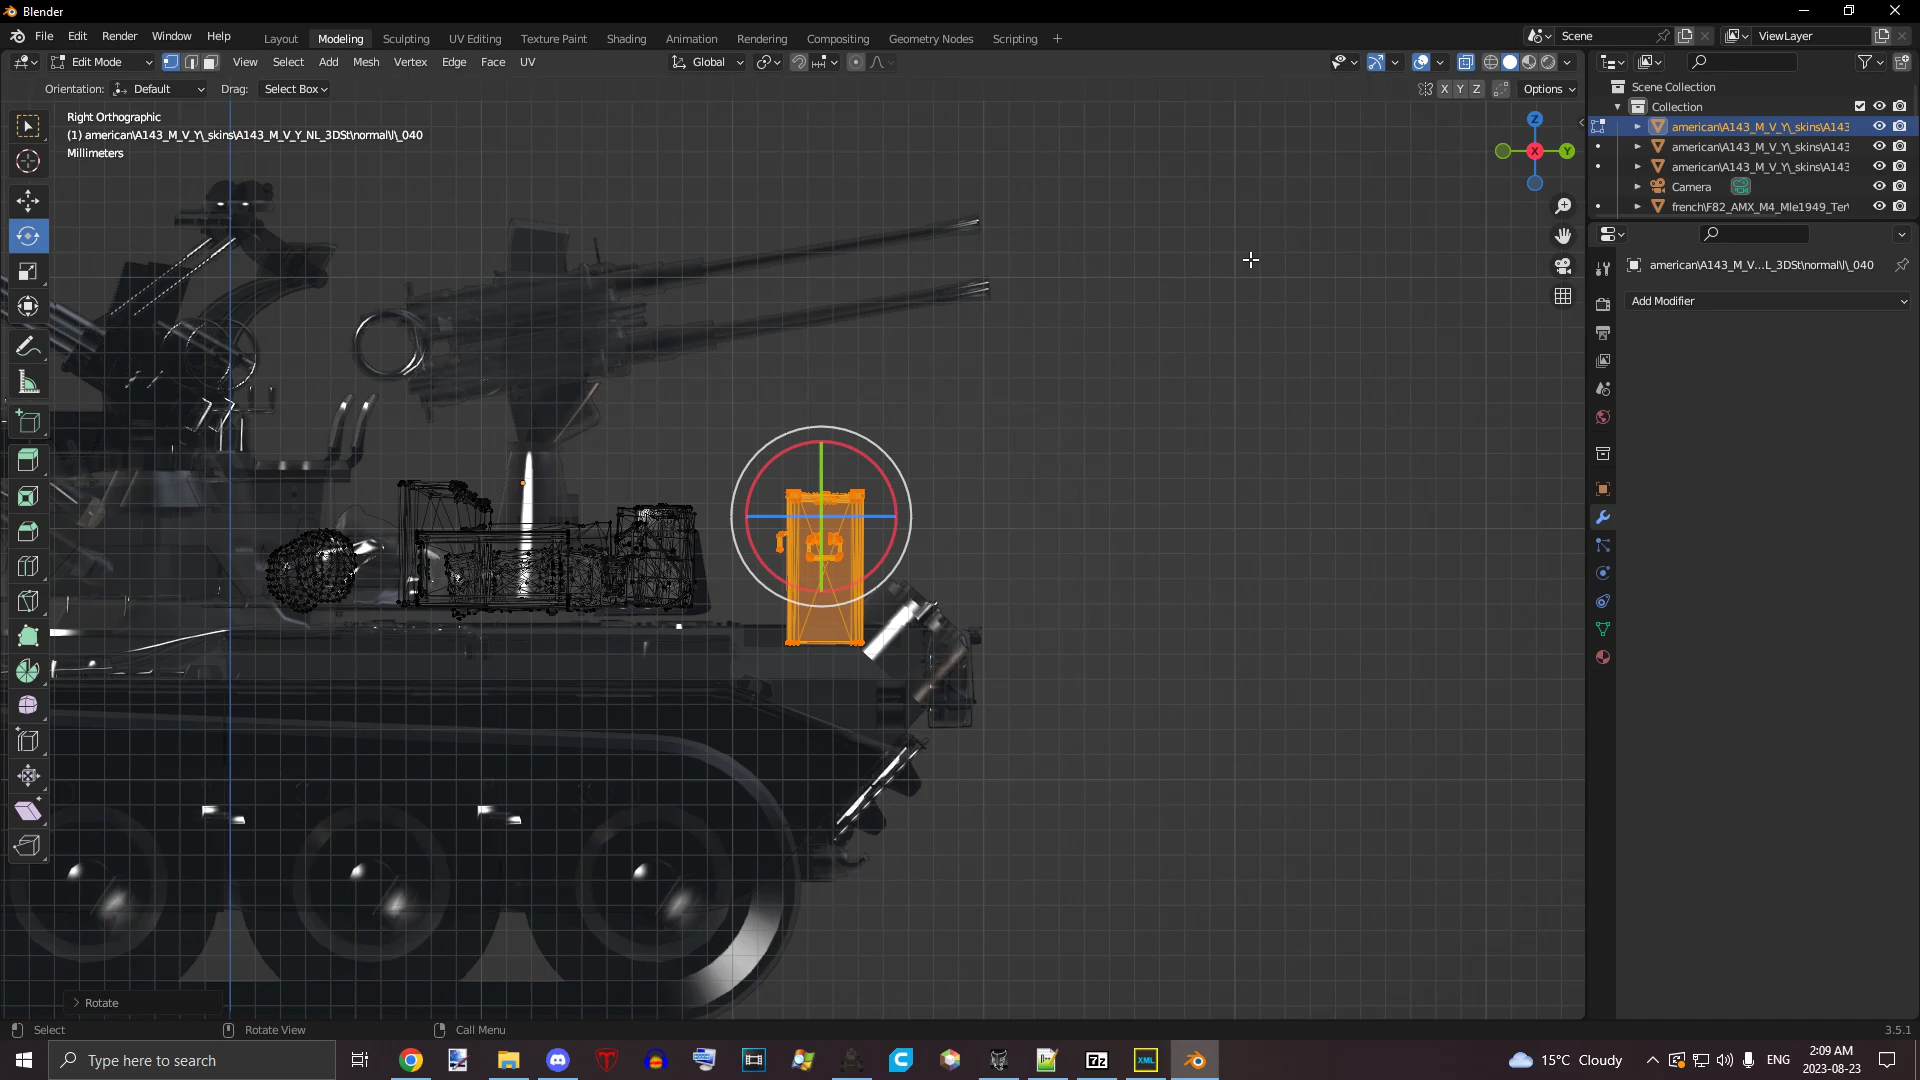 Blender
File Edit Render Window Help
Layout Modeling Sculpting UV Editing Texture Paint Shading Animation Rendering Compositing Geometry Nodes Scripting +
Scene
ViewLayer
Edit Mode View Select Add Mesh Vertex Edge Face UV
Global
Orientation: Default Drag: Select Box
X Y Z Options
Right Orthographic
(1) american\A143_M_V_Y\_skins\A143_M_V_Y_NL_3DSt\normal\l\_040
Millimeters
Z
X
Y
Scene Collection
Collection
american\A143_M_V_Y\_skins\A143
american\A143_M_V_Y\_skins\A143
american\A143_M_V_Y\_skins\A143
Camera
french\F82_AMX_M4_Mle1949_Ter\
american\A143_M_V...L_3DSt\normal\l\_040
Add Modifier
Rotate
Select
Rotate View
Call Menu
3.5.1
Type here to search
7z
XML
15°C Cloudy
ENG
2:09 AM
2023-08-23